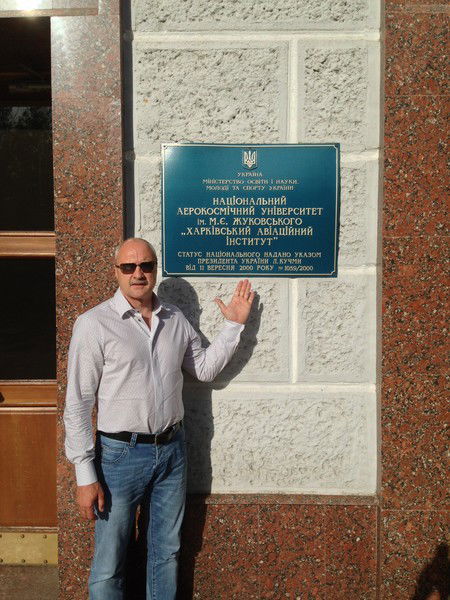 УКРАЇНА
МІНІСТЕРСТВО ОСВІТИ І НАУКИ,
МОЛОДІ ТА СПОРТУ УКРАЇНИ
НАЦІОНАЛЬНИЙ
АЕРОКОСМІЧНИЙ УНІВЕРСИТЕТ
ім. М.Є. ЖУКОВСЬКОГО
„ХАРКІВСЬКИЙ АВІАЦІЙНИЙ
ІНСТИТУТ"
СТАТУС НАЦІОНАЛЬНОГО НАДАНО УКАЗОМ
ПРЕЗИДЕНТА УКРАЇНИ Л.КУЧМИ
ВІД 11 ВЕРЕСНЯ 2000 РОКУ № 1059/2000